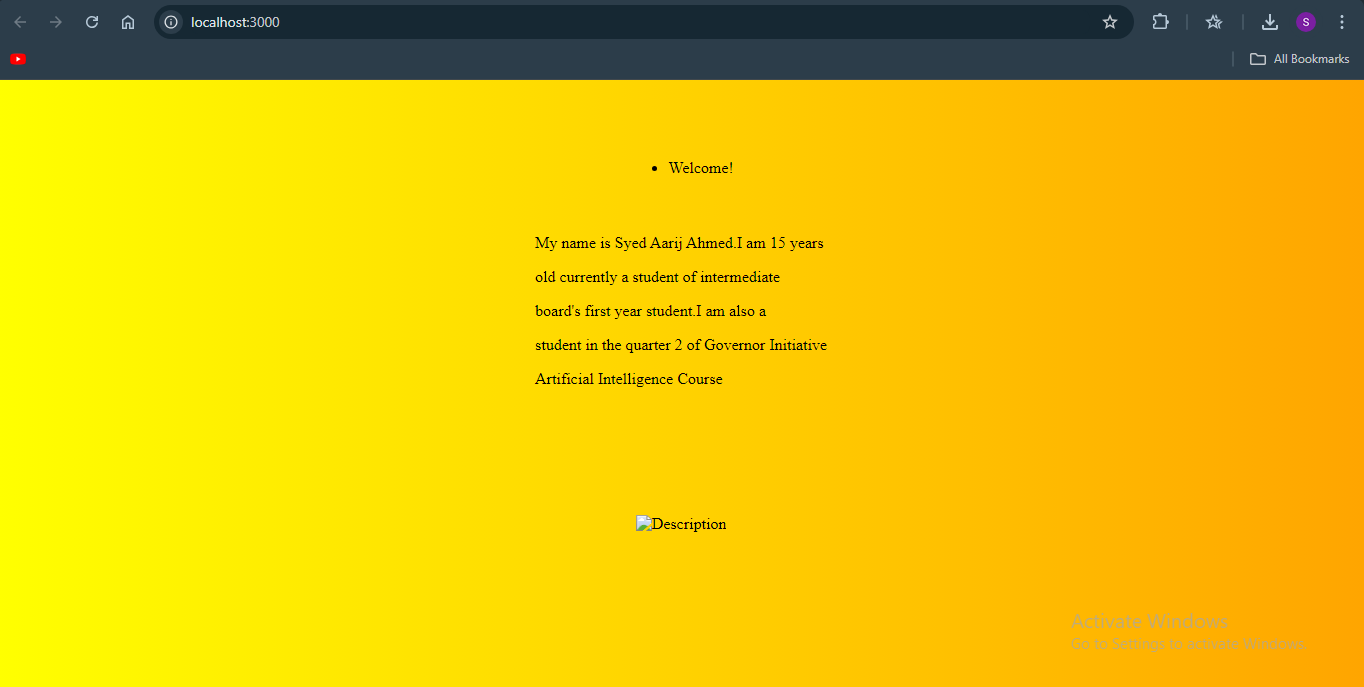 localhost:3000
S
All Bookmarks
• Welcome!
My name is Syed Aarij Ahmed.I am 15 years
old currently a student of intermediate
board's first year student.I am also a
student in the quarter 2 of Governor Initiative
Artificial Intelligence Course
Description
Activate Windows
Go to Settings to activate Windows.